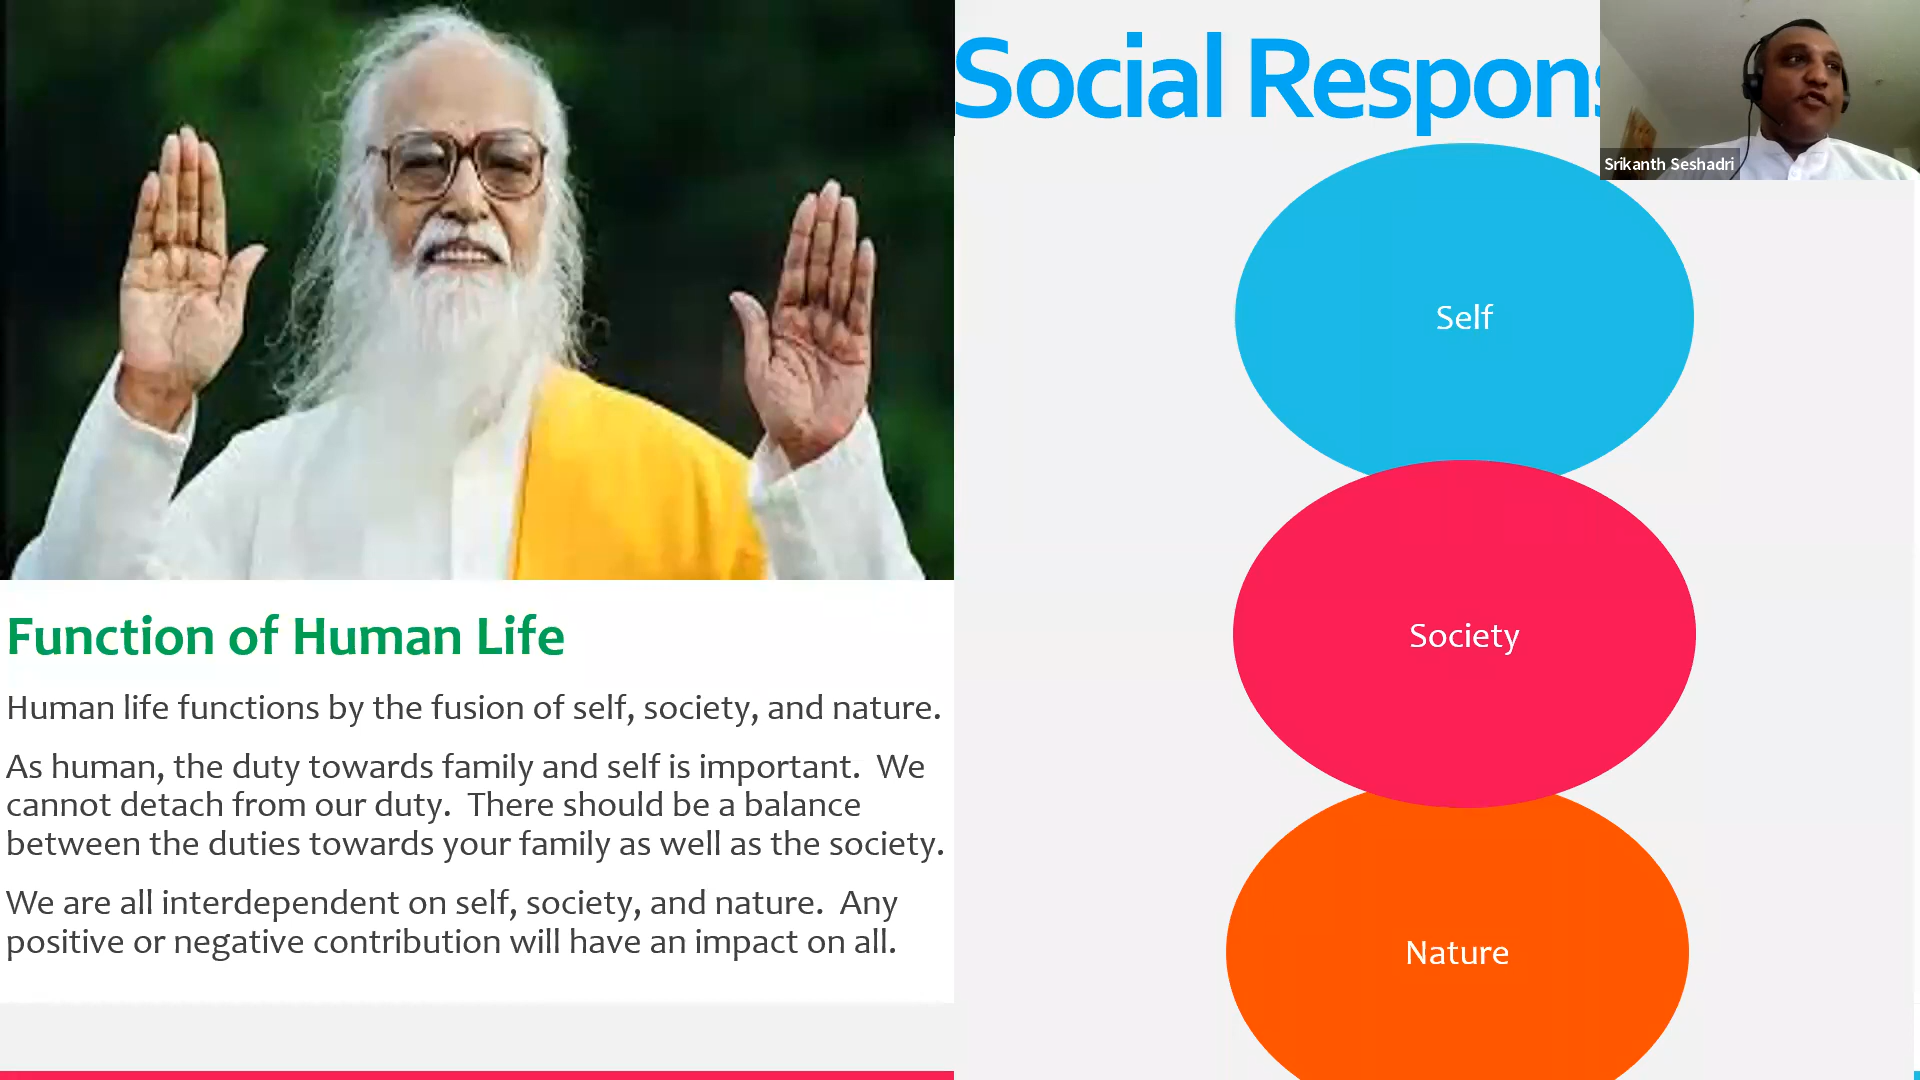 Social Respons
Srikanth Seshadri
Self
Society
Nature
Function of Human Life
Human life functions by the fusion of self, society, and nature.
As human, the duty towards family and self is important.  We
cannot detach from our duty.  There should be a balance
between the duties towards your family as well as the society.
We are all interdependent on self, society, and nature.  Any
positive or negative contribution will have an impact on all.